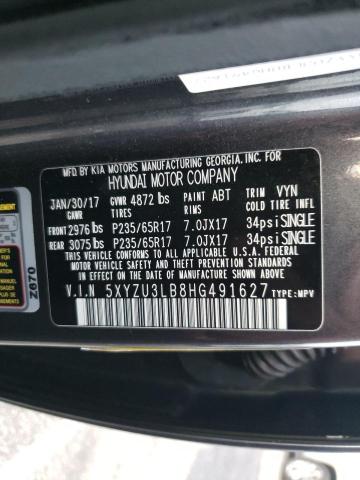 MFD. BY KIA MOTORS MANUFACTURING GEORGIA,INC. FOR
HYUNDAI MOTOR COMPANY
JAN/30/17 GVWR 4872 lbs PAINT ABT TRIM VYN
GAWR TIRES RIMS COLD TIRE INFL
FRONT 2976 lbs P235/65R17 7.0JX17 34psi SINGLE
REAR 3075 lbs P235/65R17 7.0JX17 34psi SINGLE
THIS VEHICLE CONFORMS TO ALL APPLICABLE U.S.A. FEDERAL
MOTOR VEHICLE SAFETY AND THEFT PREVENTION STANDARDS
IN EFFECT ON THE DATE OF MANUFACTURE SHOWN ABOVE.
V.I.N 5XYZU3LB8HG491627 TYPE:MPV
Z670